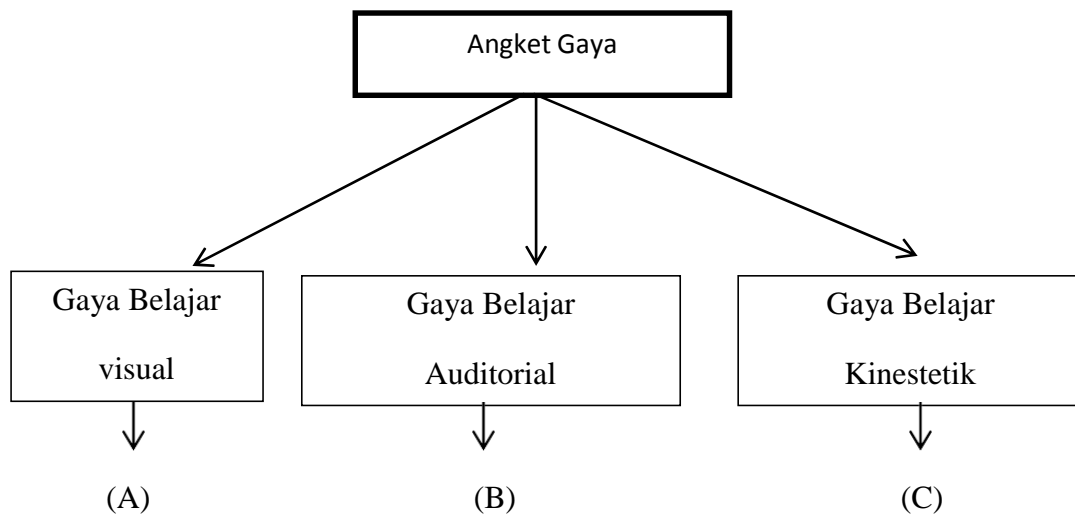 Angket Gaya
Gaya Belajar
visual
Gaya Belajar
Auditorial
Gaya Belajar
Kinestetik
(A)
(B)
(C)